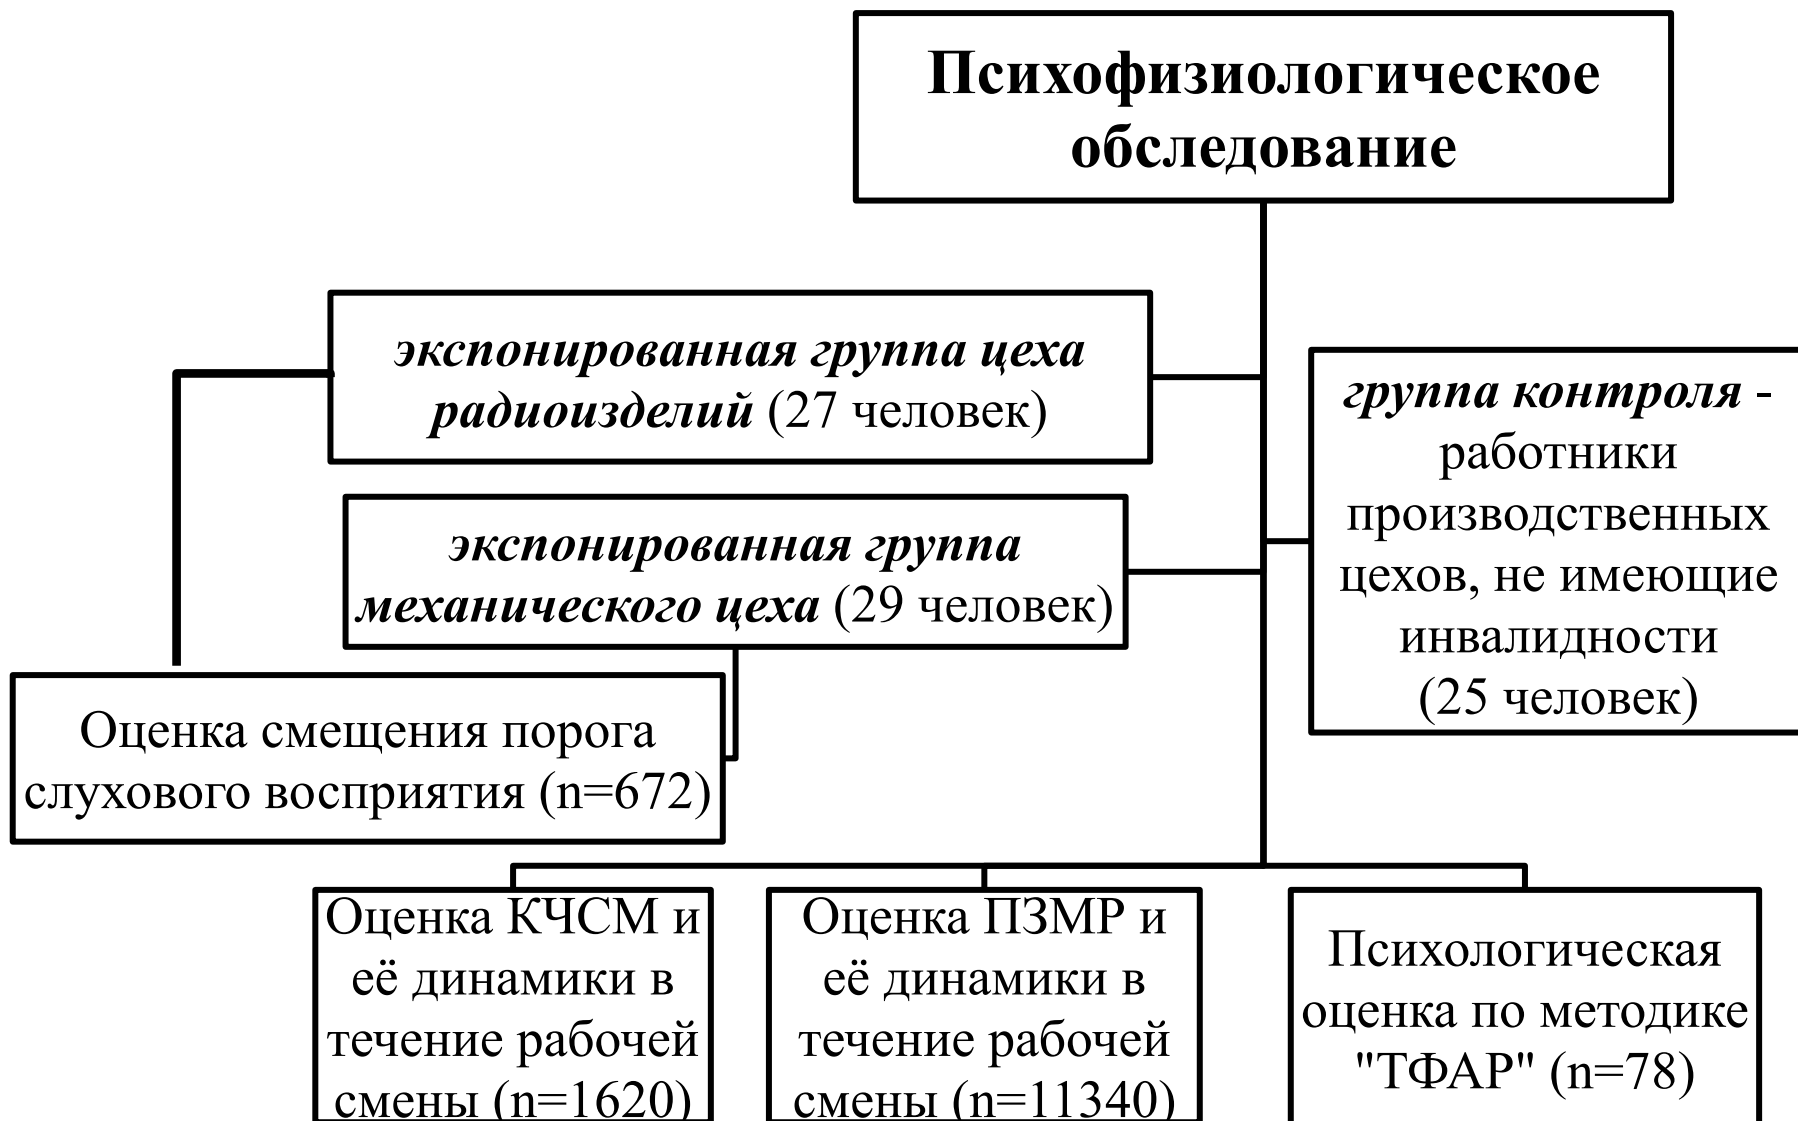 Психофизиологическое
обследование
экспонированная группа цеха
радиоизделий (27 человек)
экспонированная группа
механического цеха (29 человек)
группа контроля -
работники
производственных
цехов, не имеющие
инвалидности
(25 человек)
Оценка смещения порога
слухового восприятия (n=672)
Оценка КЧСМ и
её динамики в
течение рабочей
смены (n=1620)
Оценка ПЗМР и
её динамики в
течение рабочей
смены (n=11340)
Психологическая
оценка по методике
"ТФАР" (n=78)